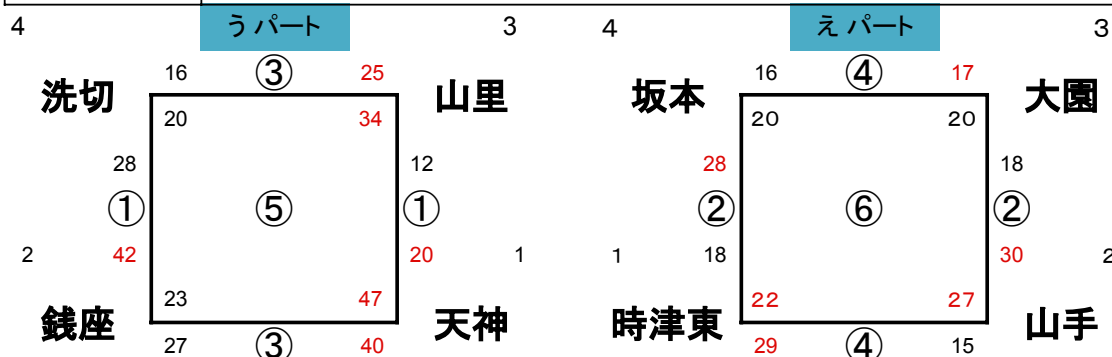 4 うパート 3 4 えパート 3
16 ③ 25 16 ④ 17
洗切 山里 坂本 大園
20 34 20 20
28 12 28 18
① ⑤ ① ② ⑥ ②
2 42 20 1 1 18 30 2
23 47 22 27
銭座 天神 時津東 山手
27 ③ 40 29 ④ 15